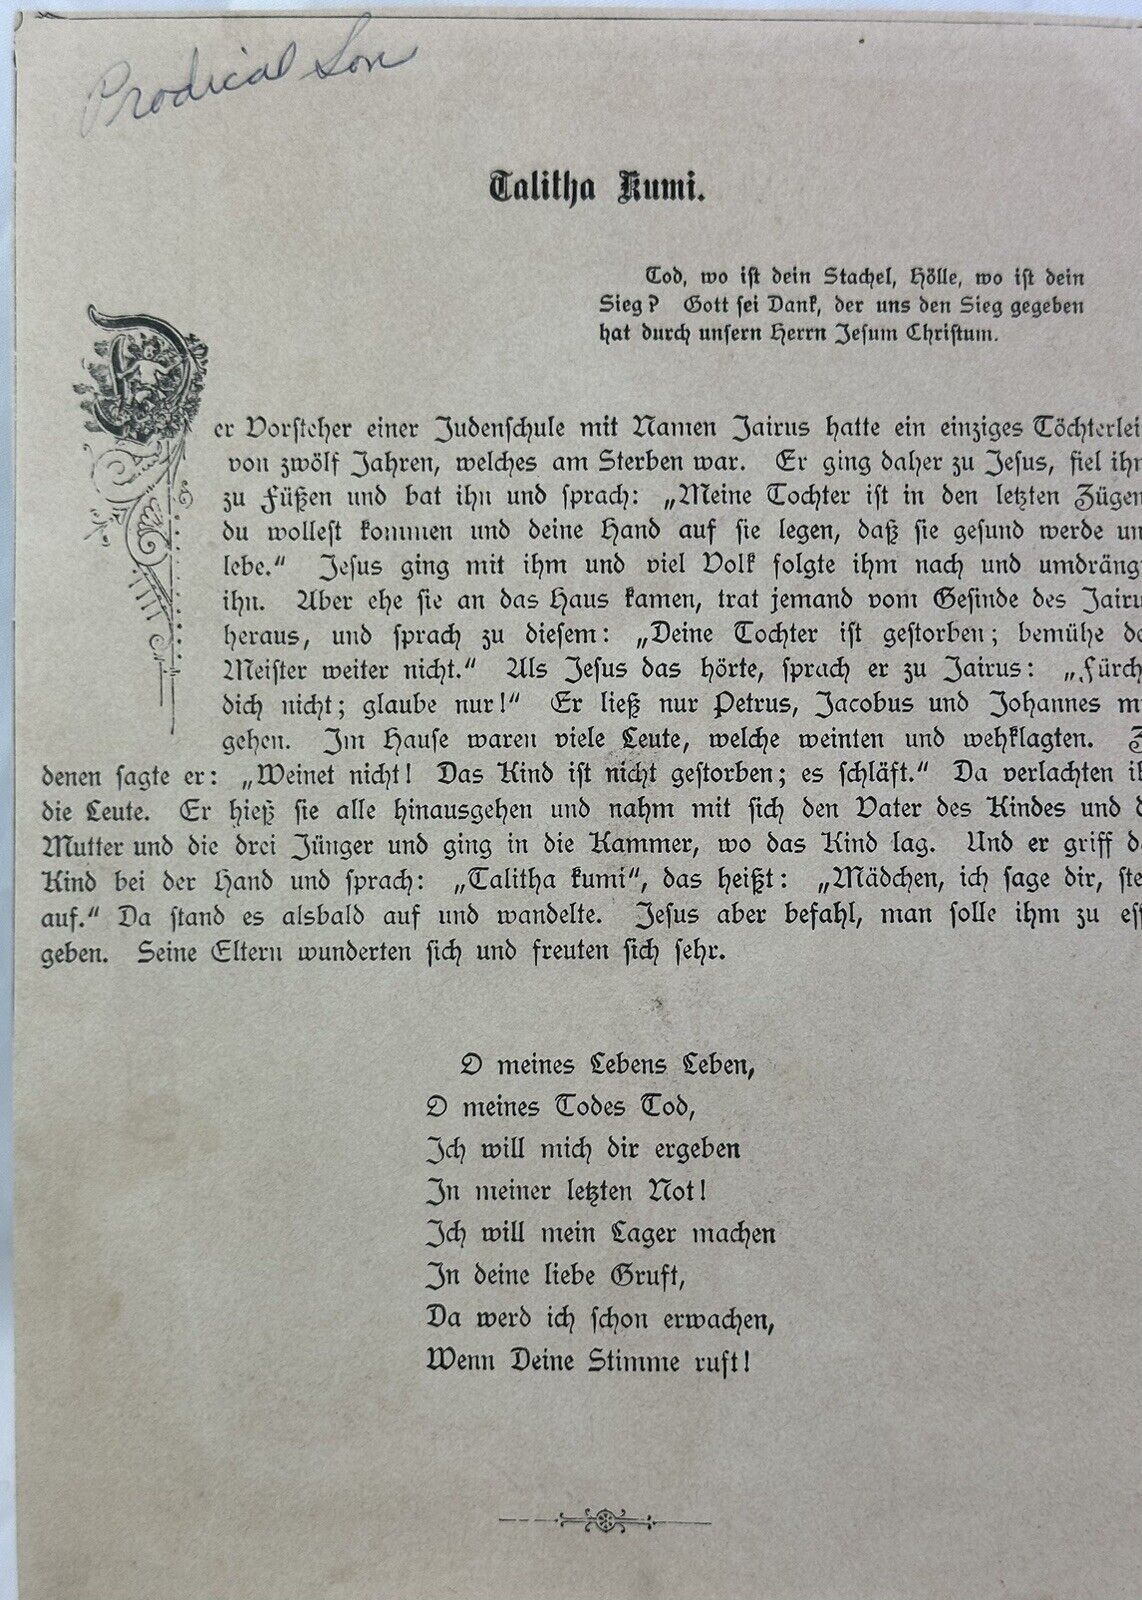 Prodical Son
Talitha Kumi.
Tod, wo ist dein Stachel, Hölle, wo ist dein
Sieg? Gott sei Dank, der uns den Sieg gegeben
hat durch unsern Herrn Jesum Christum.
Der Vorsteher einer Judenschule mit Namen Jairus hatte ein einziges Töchterlei
von zwölf Jahren, welches am Sterben war. Er ging daher zu Jesus, fiel ihm
zu Füßen und bat ihn und sprach: „Meine Tochter ist in den letzten Zügen
du wollest kommen und deine Hand auf sie legen, daß sie gesund werde un
lebe.“ Jesus ging mit ihm und viel Volk folgte ihm nach und umdräng
ihn. Aber ehe sie an das Haus kamen, trat jemand vom Gesinde des Jairu
heraus, und sprach zu diesem: „Deine Tochter ist gestorben; bemühe de
Meister weiter nicht.“ Als Jesus das hörte, sprach er zu Jairus: „Fürch
dich nicht; glaube nur!“ Er ließ nur Petrus, Jacobus und Johannes m
gehen. Im Hause waren viele Leute, welche weinten und wehklagten. Z
denen sagte er: „Weinet nicht! Das Kind ist nicht gestorben; es schläft.“ Da verlachten ih
die Leute. Er hieß sie alle hinausgehen und nahm mit sich den Vater des Kindes und d
Mutter und die drei Jünger und ging in die Kammer, wo das Kind lag. Und er griff da
Kind bei der Hand und sprach: „Talitha kumi“, das heißt: „Mädchen, ich sage dir, ste
auf.“ Da stand es alsbald auf und wandelte. Jesus aber befahl, man solle ihm zu ess
geben. Seine Eltern wunderten sich und freuten sich sehr.
O meines Lebens Leben,
O meines Todes Tod,
Ich will mich dir ergeben
In meiner letzten Not!
Ich will mein Lager machen
In deine liebe Gruft,
Da werd ich schon erwachen,
Wenn Deine Stimme ruft!